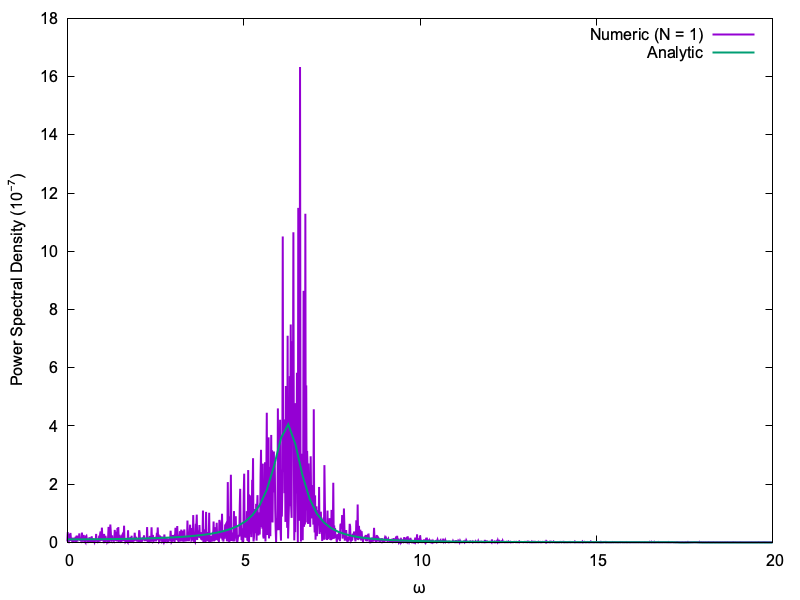 18
16
14
12
10
8
6
4
2
0
Power Spectral Density (10⁻⁷)
Numeric (N = 1)
Analytic
0 5 10 15 20
ω